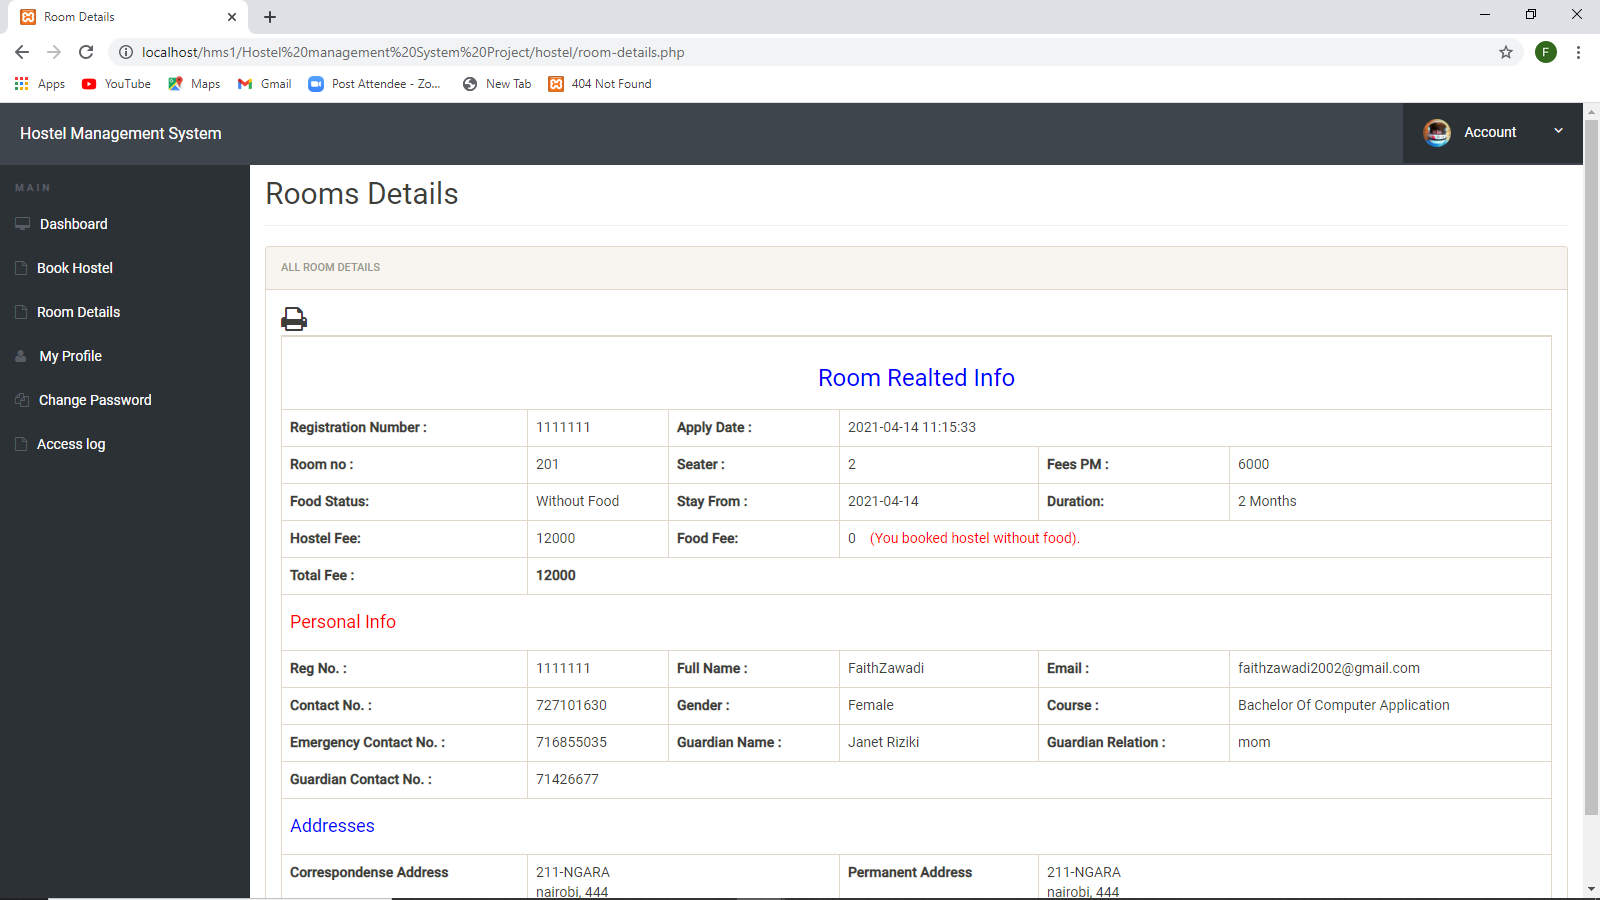 Room Details
localhost/hms1/Hostel%20management%20System%20Project/hostel/room-details.php
F
Apps YouTube Maps Gmail Post Attendee - Zo... New Tab 404 Not Found
Hostel Management System
Account
MAIN
Dashboard
Book Hostel
Room Details
My Profile
Change Password
Access log
Rooms Details
ALL ROOM DETAILS
Room Realted Info
Registration Number : 1111111 Apply Date : 2021-04-14 11:15:33
Room no : 201 Seater : 2 Fees PM : 6000
Food Status: Without Food Stay From : 2021-04-14 Duration: 2 Months
Hostel Fee: 12000 Food Fee: 0 (You booked hostel without food).
Total Fee : 12000
Personal Info
Reg No. : 1111111 Full Name : FaithZawadi Email : faithzawadi2002@gmail.com
Contact No. : 727101630 Gender : Female Course : Bachelor Of Computer Application
Emergency Contact No. : 716855035 Guardian Name : Janet Riziki Guardian Relation : mom
Guardian Contact No. : 71426677
Addresses
Correspondense Address 211-NGARA Permanent Address 211-NGARA
nairobi, 444 nairobi, 444